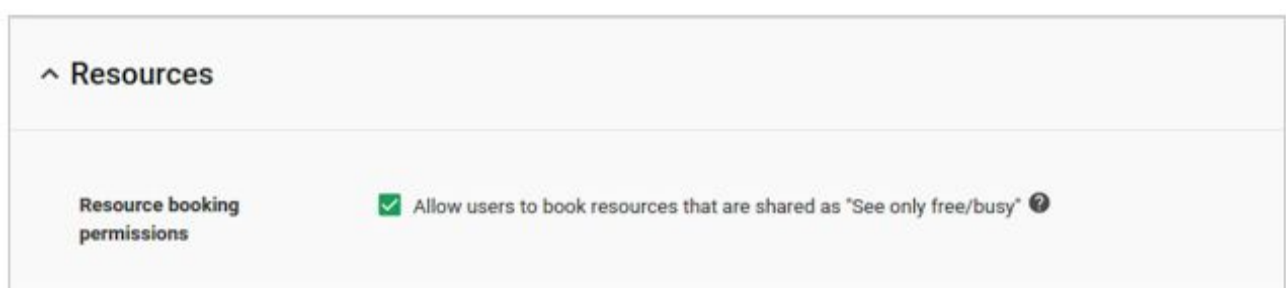 Resources
Resource booking
permissions
Allow users to book resources that are shared as "See only free/busy"